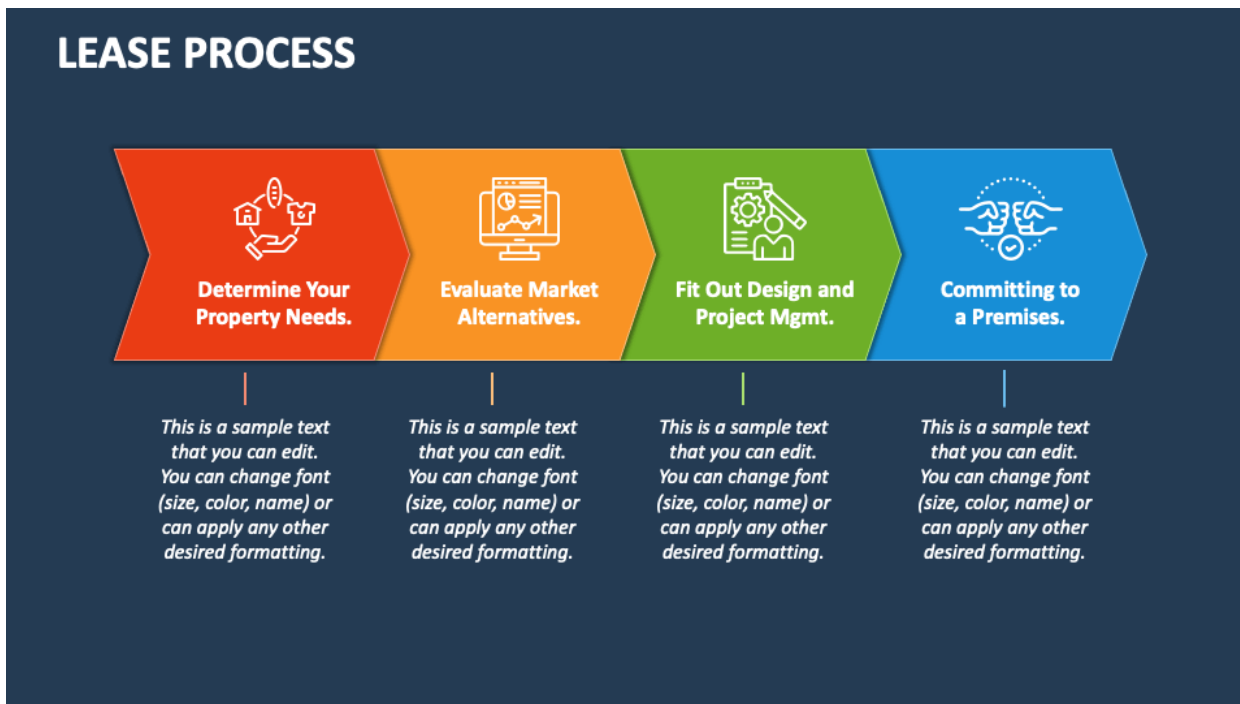 LEASE PROCESS
Determine Your
Property Needs.
Evaluate Market
Alternatives.
Fit Out Design and
Project Mgmt.
Committing to
a Premises.
This is a sample text
that you can edit.
You can change font
(size, color, name) or
can apply any other
desired formatting.
This is a sample text
that you can edit.
You can change font
(size, color, name) or
can apply any other
desired formatting.
This is a sample text
that you can edit.
You can change font
(size, color, name) or
can apply any other
desired formatting.
This is a sample text
that you can edit.
You can change font
(size, color, name) or
can apply any other
desired formatting.